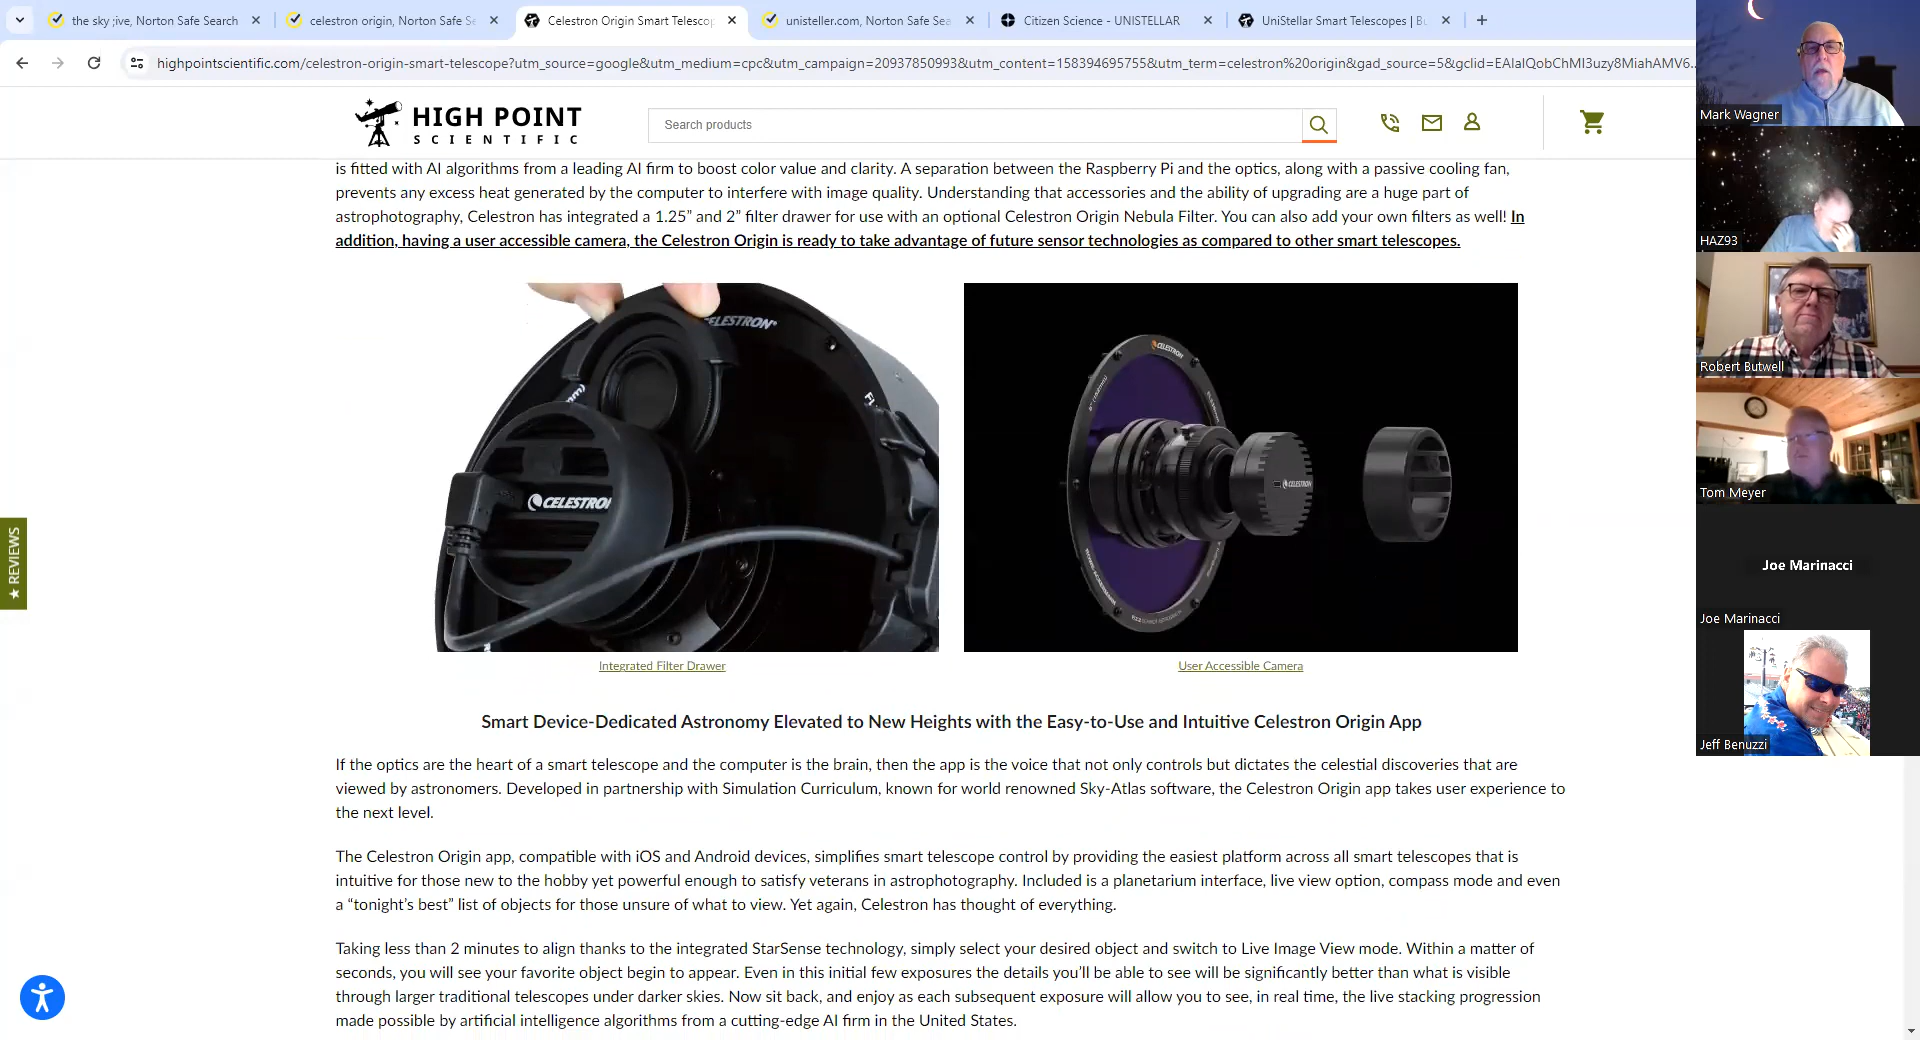 the sky ;ive, Norton Safe Search
celestron origin, Norton Safe Se
Celestron Origin Smart Telescop
unisteller.com, Norton Safe Sea
Citizen Science - UNISTELLAR
UniStellar Smart Telescopes | Bu
highpointscientific.com/celestron-origin-smart-telescope?utm_source=google&utm_medium=cpc&utm_campaign=20937850993&utm_content=158394695755&utm_term=celestron%20origin&gad_source=5&gclid=EAIaIQobChMI3uzy8MiahAMV6...
HIGH POINT
SCIENTIFIC
Search products
is fitted with AI algorithms from a leading AI firm to boost color value and clarity. A separation between the Raspberry Pi and the optics, along with a passive cooling fan,
prevents any excess heat generated by the computer to interfere with image quality. Understanding that accessories and the ability of upgrading are a huge part of
astrophotography, Celestron has integrated a 1.25” and 2” filter drawer for use with an optional Celestron Origin Nebula Filter. You can also add your own filters as well! In
addition, having a user accessible camera, the Celestron Origin is ready to take advantage of future sensor technologies as compared to other smart telescopes.
CELESTRON
CELESTRON
CELESTRON
CELESTRON
Integrated Filter Drawer
User Accessible Camera
★ REVIEWS
Smart Device-Dedicated Astronomy Elevated to New Heights with the Easy-to-Use and Intuitive Celestron Origin App
If the optics are the heart of a smart telescope and the computer is the brain, then the app is the voice that not only controls but dictates the celestial discoveries that are
viewed by astronomers. Developed in partnership with Simulation Curriculum, known for world renowned Sky-Atlas software, the Celestron Origin app takes user experience to
the next level.
The Celestron Origin app, compatible with iOS and Android devices, simplifies smart telescope control by providing the easiest platform across all smart telescopes that is
intuitive for those new to the hobby yet powerful enough to satisfy veterans in astrophotography. Included is a planetarium interface, live view option, compass mode and even
a “tonight’s best” list of objects for those unsure of what to view. Yet again, Celestron has thought of everything.
Taking less than 2 minutes to align thanks to the integrated StarSense technology, simply select your desired object and switch to Live Image View mode. Within a matter of
seconds, you will see your favorite object begin to appear. Even in this initial few exposures the details you’ll be able to see will be significantly better than what is visible
through larger traditional telescopes under darker skies. Now sit back, and enjoy as each subsequent exposure will allow you to see, in real time, the live stacking progression
made possible by artificial intelligence algorithms from a cutting-edge AI firm in the United States.
Mark Wagner
HAZ93
Robert Butwell
Tom Meyer
Joe Marinacci
Joe Marinacci
Jeff Benuzzi